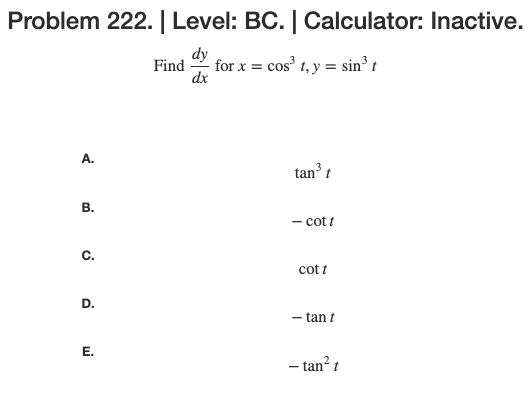 Problem 222. | Level: BC. | Calculator: Inactive.
Find dy/dx for x = cos³ t, y = sin³ t
A. tan³ t
B. − cot t
C. cot t
D. − tan t
E. − tan² t